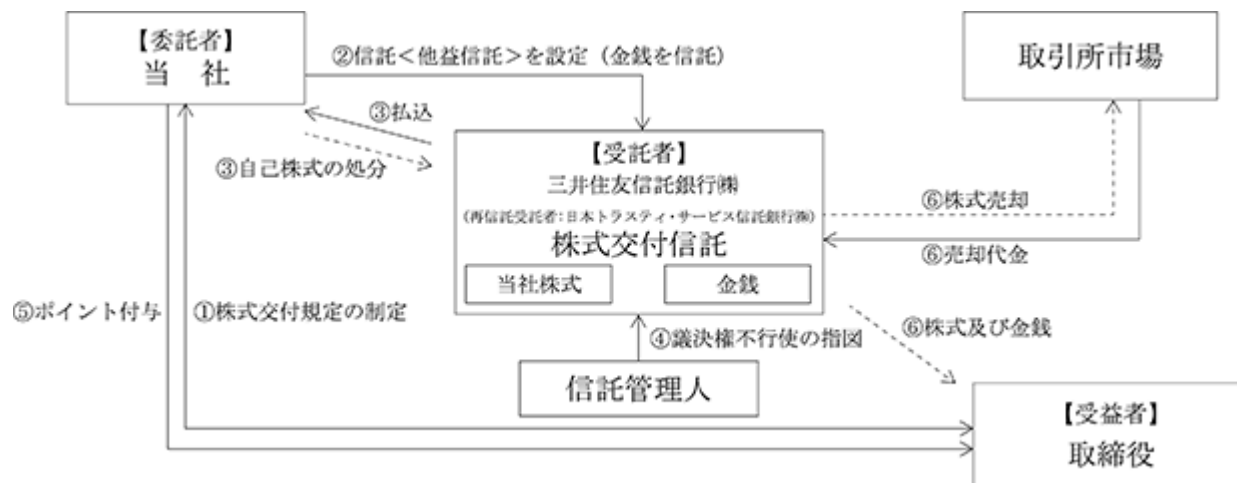 【委託者】
当 社
②信託<他益信託>を設定（金銭を信託）
取引所市場
③払込
③自己株式の処分
【受託者】
三井住友信託銀行㈱
(再信託受託者:日本トラスティ・サービス信託銀行㈱)
株式交付信託
当社株式
金銭
⑥株式売却
⑥売却代金
⑤ポイント付与
①株式交付規定の制定
④議決権不行使の指図
⑥株式及び金銭
信託管理人
【受益者】
取締役